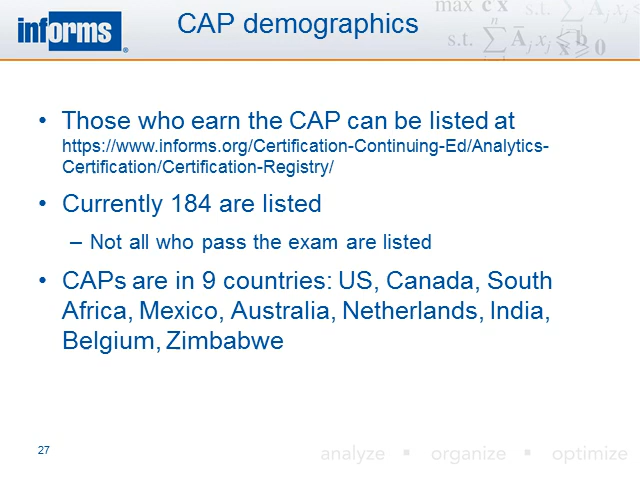 informs®
CAP demographics
max c x s.t. Σ A j x j ≤
s.t. Σ A j x j ≤ b
x ≥ 0
• Those who earn the CAP can be listed at
https://www.informs.org/Certification-Continuing-Ed/Analytics-
Certification/Certification-Registry/
• Currently 184 are listed
– Not all who pass the exam are listed
• CAPs are in 9 countries: US, Canada, South
Africa, Mexico, Australia, Netherlands, India,
Belgium, Zimbabwe
27
analyze ▪ organize ▪ optimize